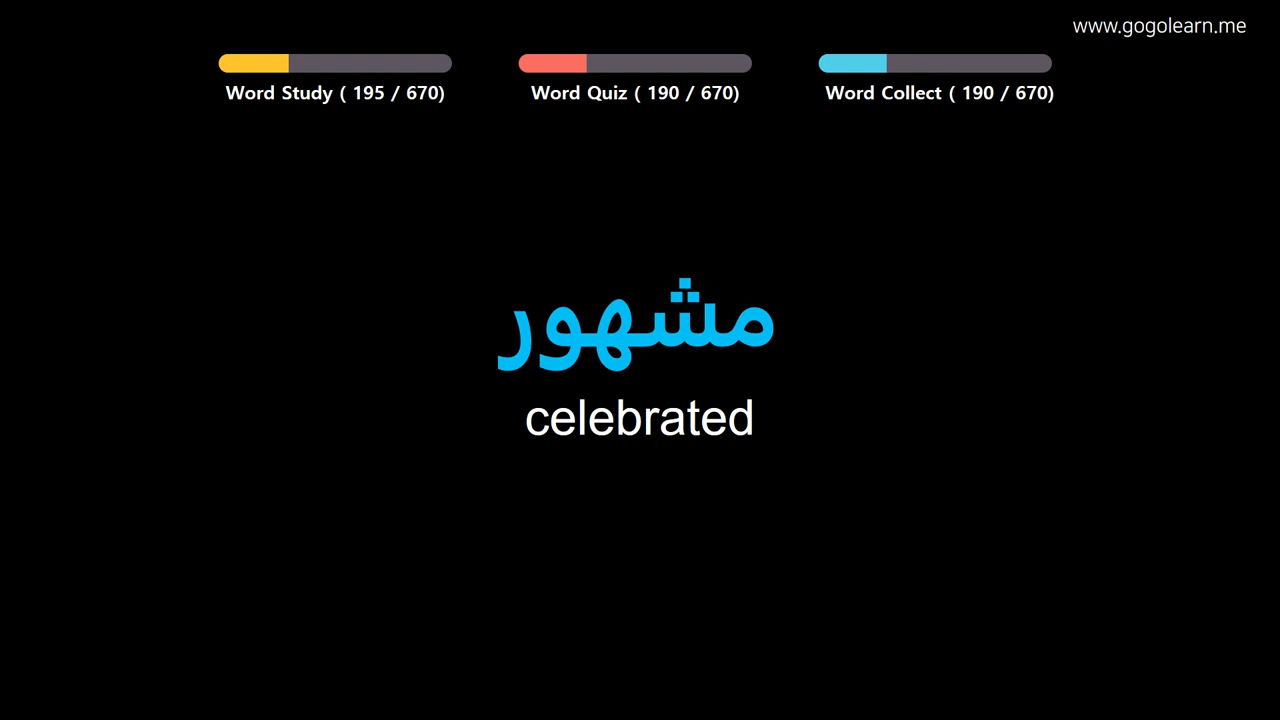 www.gogolearn.me
Word Study ( 195 / 670)
Word Quiz ( 190 / 670)
Word Collect ( 190 / 670)
مشهور
celebrated